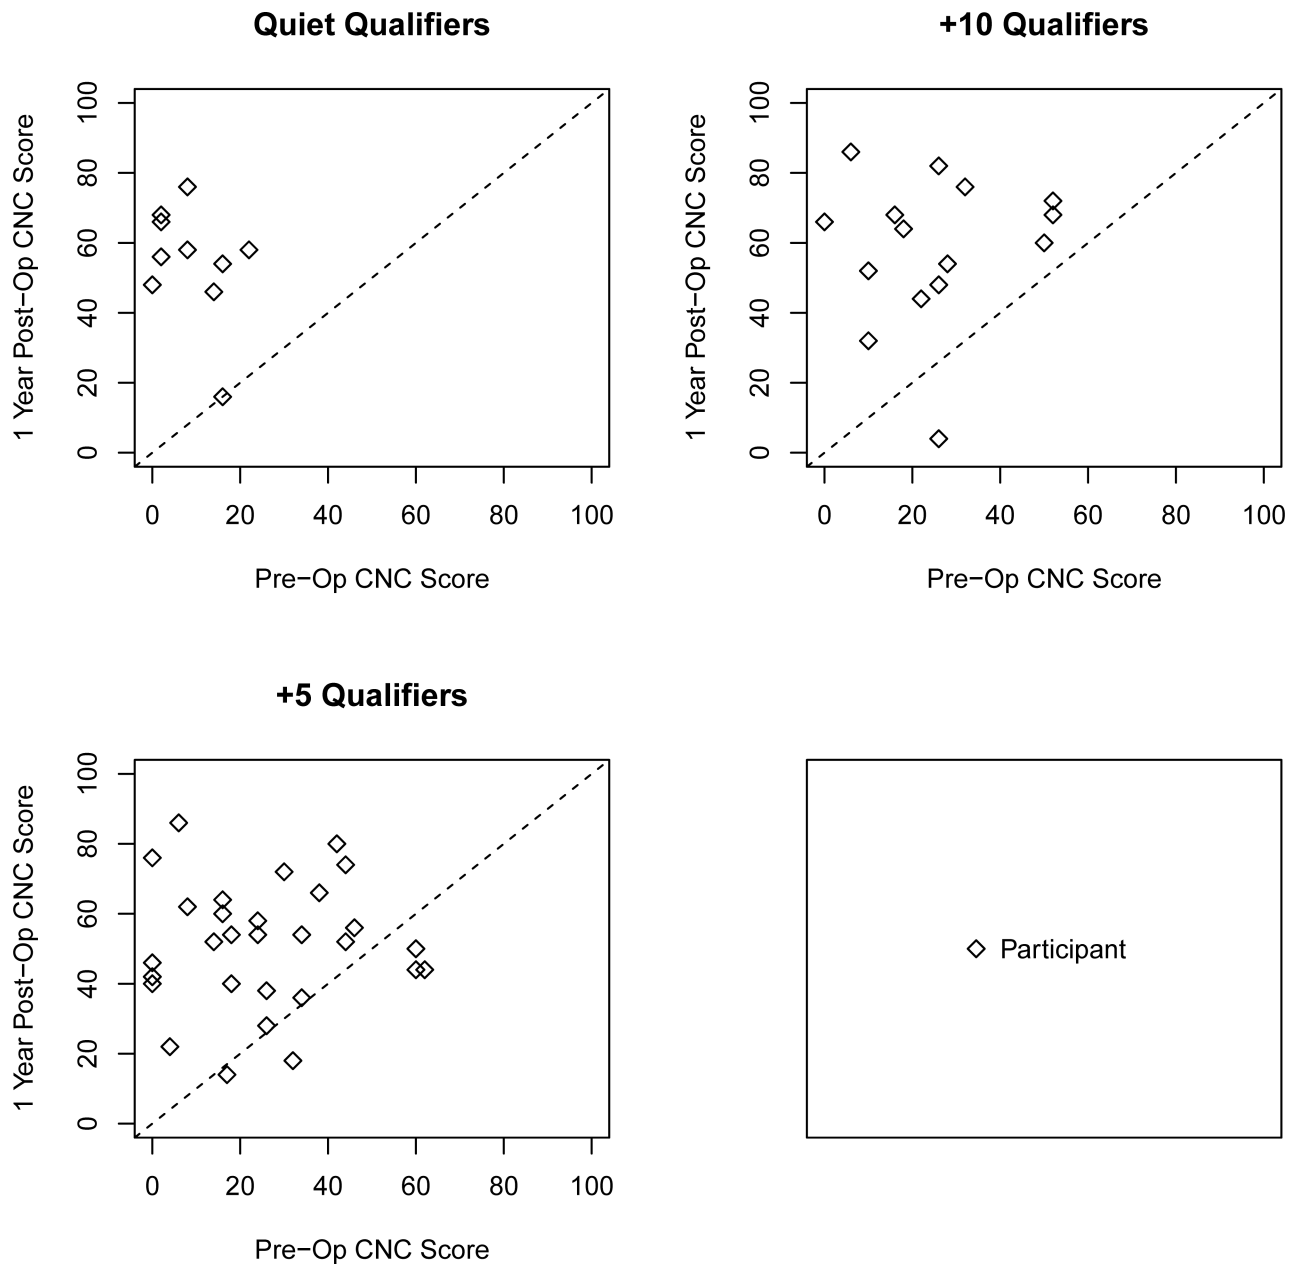 Quiet Qualifiers
1 Year Post−Op CNC Score
100
80
60
40
20
0
0 20 40 60 80 100
Pre−Op CNC Score
+10 Qualifiers
1 Year Post−Op CNC Score
100
80
60
40
20
0
0 20 40 60 80 100
Pre−Op CNC Score
+5 Qualifiers
1 Year Post−Op CNC Score
100
80
60
40
20
0
0 20 40 60 80 100
Pre−Op CNC Score
Participant